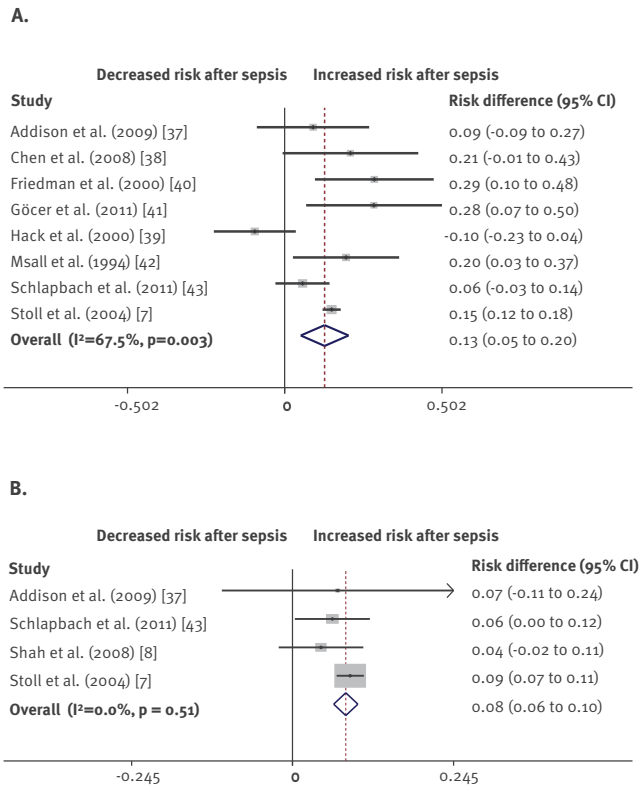 A.
Decreased risk after sepsis Increased risk after sepsis
Study Risk difference (95% CI)
Addison et al. (2009) [37] 0.09 (-0.09 to 0.27)
Chen et al. (2008) [38] 0.21 (-0.01 to 0.43)
Friedman et al. (2000) [40] 0.29 (0.10 to 0.48)
Göcer et al. (2011) [41] 0.28 (0.07 to 0.50)
Hack et al. (2000) [39] -0.10 (-0.23 to 0.04)
Msall et al. (1994) [42] 0.20 (0.03 to 0.37)
Schlapbach et al. (2011) [43] 0.06 (-0.03 to 0.14)
Stoll et al. (2004) [7] 0.15 (0.12 to 0.18)
Overall (I²=67.5%, p=0.003) 0.13 (0.05 to 0.20)
-0.502 0 0.502
B.
Decreased risk after sepsis Increased risk after sepsis
Study Risk difference (95% CI)
Addison et al. (2009) [37] 0.07 (-0.11 to 0.24)
Schlapbach et al. (2011) [43] 0.06 (0.00 to 0.12)
Shah et al. (2008) [8] 0.04 (-0.02 to 0.11)
Stoll et al. (2004) [7] 0.09 (0.07 to 0.11)
Overall (I²=0.0%, p = 0.51) 0.08 (0.06 to 0.10)
-0.245 0 0.245